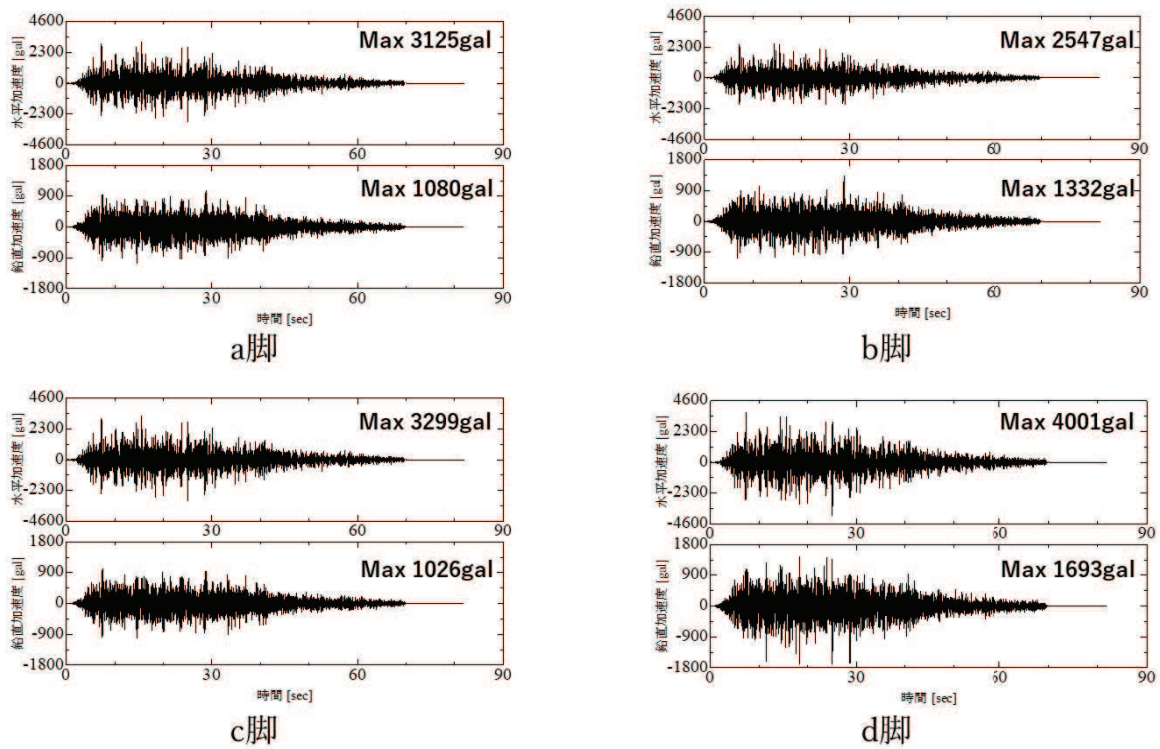 4600
2300
0
-2300
-4600
水平加速度 [gal]
Max 3125gal
0 30 60 90
1800
900
0
-900
-1800
鉛直加速度 [gal]
Max 1080gal
0 30 60 90
時間 [sec]
a脚
4600
2300
0
-2300
-4600
水平加速度 [gal]
Max 2547gal
0 30 60 90
1800
900
0
-900
-1800
鉛直加速度 [gal]
Max 1332gal
0 30 60 90
時間 [sec]
b脚
4600
2300
0
-2300
-4600
水平加速度 [gal]
Max 3299gal
0 30 60 90
1800
900
0
-900
-1800
鉛直加速度 [gal]
Max 1026gal
0 30 60 90
時間 [sec]
c脚
4600
2300
0
-2300
-4600
水平加速度 [gal]
Max 4001gal
0 30 60 90
1800
900
0
-900
-1800
鉛直加速度 [gal]
Max 1693gal
0 30 60 90
時間 [sec]
d脚